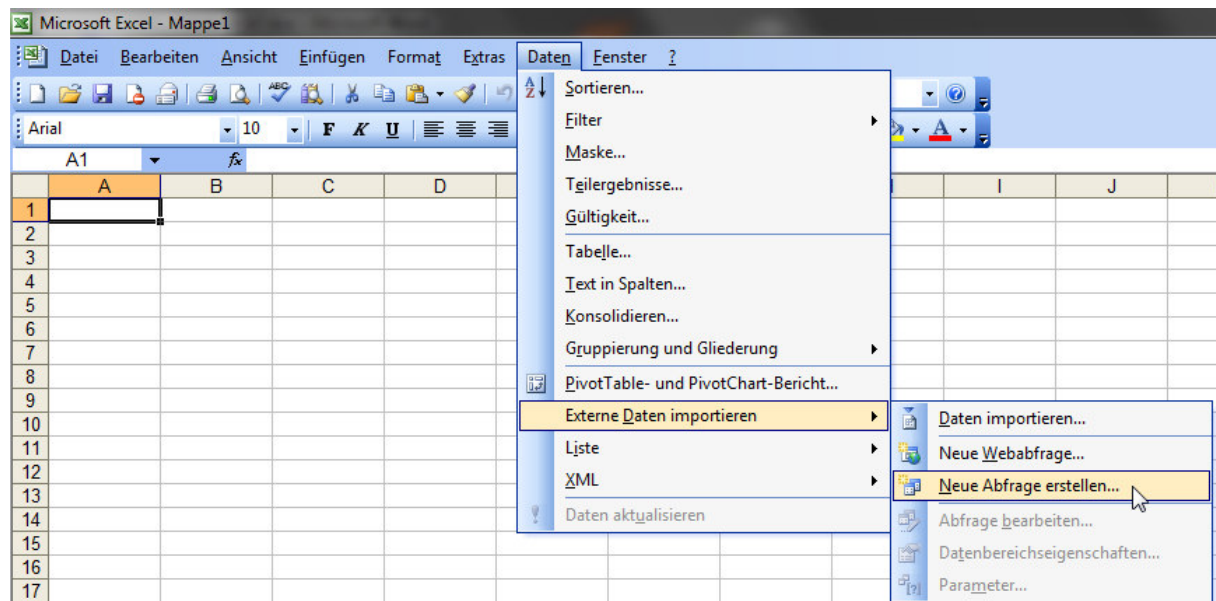 Microsoft Excel - Mappe1
Datei Bearbeiten Ansicht Einfügen Format Extras Daten Fenster ?
Arial 10 F K U A
A1 fx
A B C D I J
Sortieren...
Filter
Maske...
Teilergebnisse...
Gültigkeit...
Tabelle...
Text in Spalten...
Konsolidieren...
Gruppierung und Gliederung
PivotTable- und PivotChart-Bericht...
Externe Daten importieren
Liste
XML
Daten aktualisieren
Daten importieren...
Neue Webabfrage...
Neue Abfrage erstellen...
Abfrage bearbeiten...
Datenbereichseigenschaften...
Parameter...
1
2
3
4
5
6
7
8
9
10
11
12
13
14
15
16
17